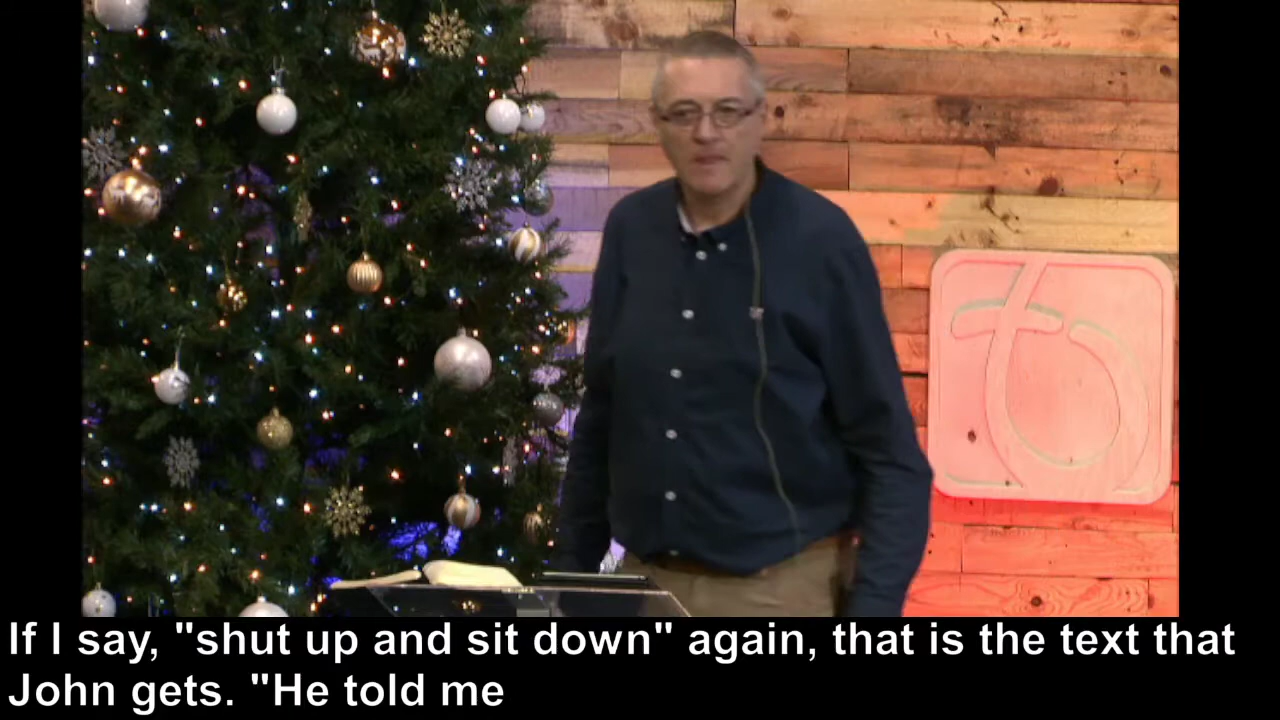 If I say, "shut up and sit down" again, that is the text that
John gets. "He told me